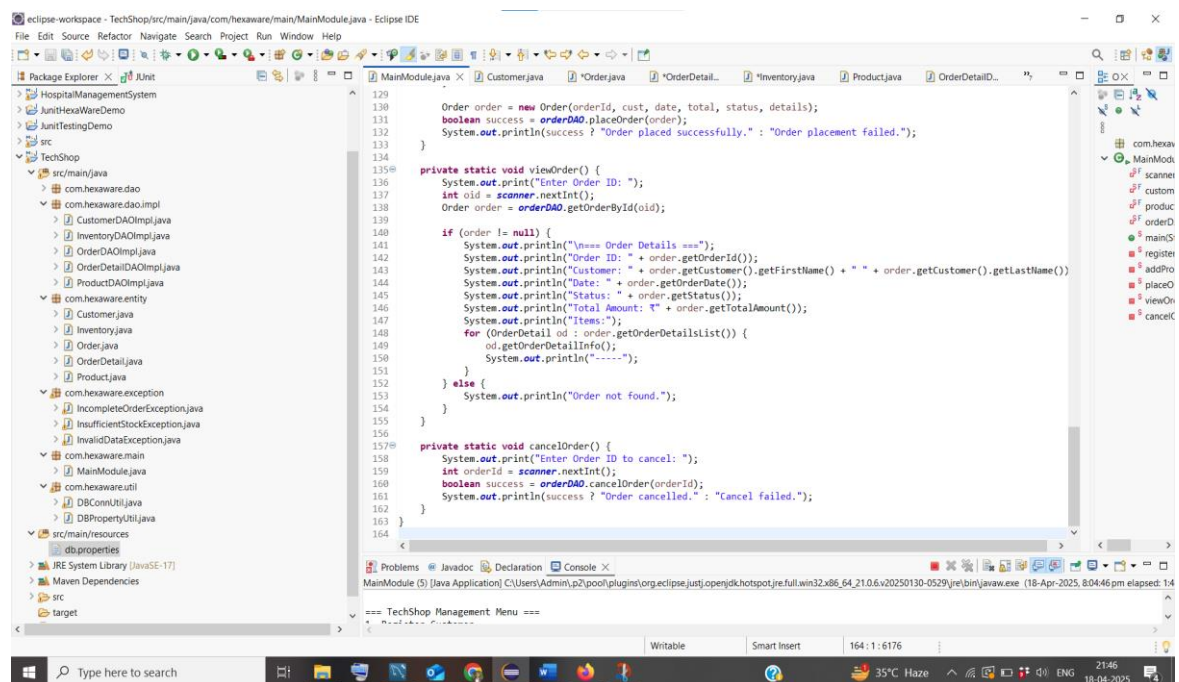 eclipse-workspace - TechShop/src/main/java/com/hexaware/main/MainModule.java - Eclipse IDE
File Edit Source Refactor Navigate Search Project Run Window Help
Package Explorer JUnit
MainModule.java Customer.java *Order.java *OrderDetail... *Inventory.java Product.java OrderDetailD...
HospitalManagementSystem
JunitHexaWareDemo
JunitTestingDemo
src
TechShop
src/main/java
com.hexaware.dao
com.hexaware.dao.impl
CustomerDAOImpl.java
InventoryDAOImpl.java
OrderDAOImpl.java
OrderDetailDAOImpl.java
ProductDAOImpl.java
com.hexaware.entity
Customer.java
Inventory.java
Order.java
OrderDetail.java
Product.java
com.hexaware.exception
IncompleteOrderException.java
InsufficientStockException.java
InvalidDataException.java
com.hexaware.main
MainModule.java
com.hexaware.util
DBConnUtil.java
DBPropertyUtil.java
src/main/resources
db.properties
JRE System Library [JavaSE-17]
Maven Dependencies
src
target
129
130 Order order = new Order(orderId, cust, date, total, status, details);
131 boolean success = orderDAO.placeOrder(order);
132 System.out.println(success ? "Order placed successfully." : "Order placement failed.");
133 }
134
135 private static void viewOrder() {
136 System.out.print("Enter Order ID: ");
137 int oid = scanner.nextInt();
138 Order order = orderDAO.getOrderById(oid);
139
140 if (order != null) {
141 System.out.println("\n=== Order Details ===");
142 System.out.println("Order ID: " + order.getOrderId());
143 System.out.println("Customer: " + order.getCustomer().getFirstName() + " " + order.getCustomer().getLastName())
144 System.out.println("Date: " + order.getOrderDate());
145 System.out.println("Status: " + order.getStatus());
146 System.out.println("Total Amount: ₹" + order.getTotalAmount());
147 System.out.println("Items:");
148 for (OrderDetail od : order.getOrderDetailsList()) {
149 od.getOrderDetailInfo();
150 System.out.println("-----");
151 }
152 } else {
153 System.out.println("Order not found.");
154 }
155 }
156
157 private static void cancelOrder() {
158 System.out.print("Enter Order ID to cancel: ");
159 int orderId = scanner.nextInt();
160 boolean success = orderDAO.cancelOrder(orderId);
161 System.out.println(success ? "Order cancelled." : "Cancel failed.");
162 }
163 }
164
com.hexav
MainModu
scanner
custom
produc
orderD
main(S
register
addPro
placeO
viewOr
cancelO
Problems Javadoc Declaration Console
MainModule (5) [Java Application] C:\Users\Admin\.p2\pool\plugins\org.eclipse.justj.openjdk.hotspot.jre.full.win32.x86_64_21.0.6.v20250130-0529\jre\bin\javaw.exe (18-Apr-2025, 8:04:46 pm elapsed: 1:4
=== TechShop Management Menu ===
Writable Smart Insert 164 : 1 : 6176
Type here to search 35°C Haze ENG 21:46
18-04-2025